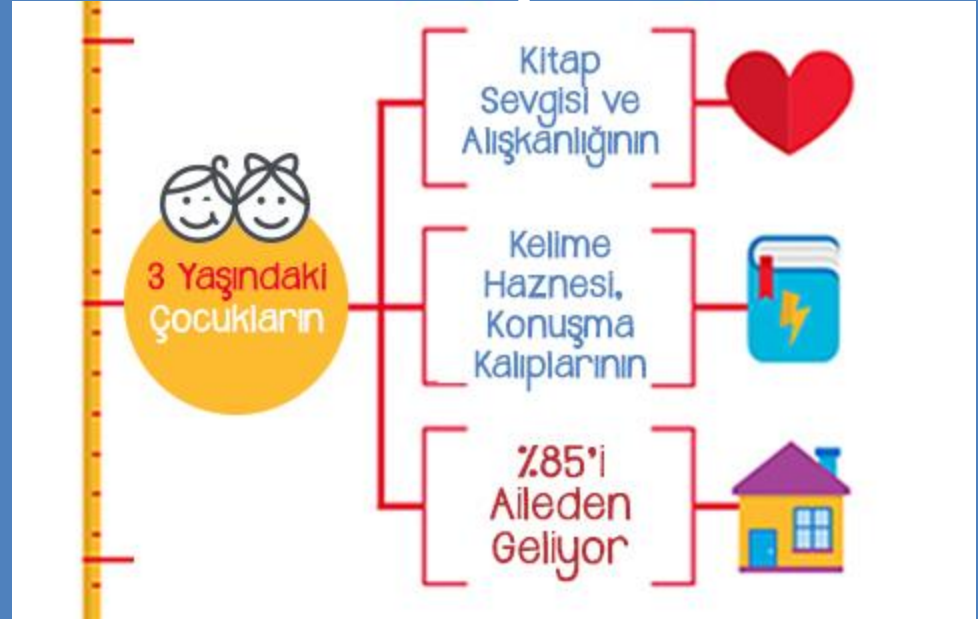 3 Yaşındaki
Çocukların
Kitap
Sevgisi ve
Alışkanlığının
Kelime
Haznesi,
Konuşma
Kalıplarının
%85'i
Aileden
Geliyor